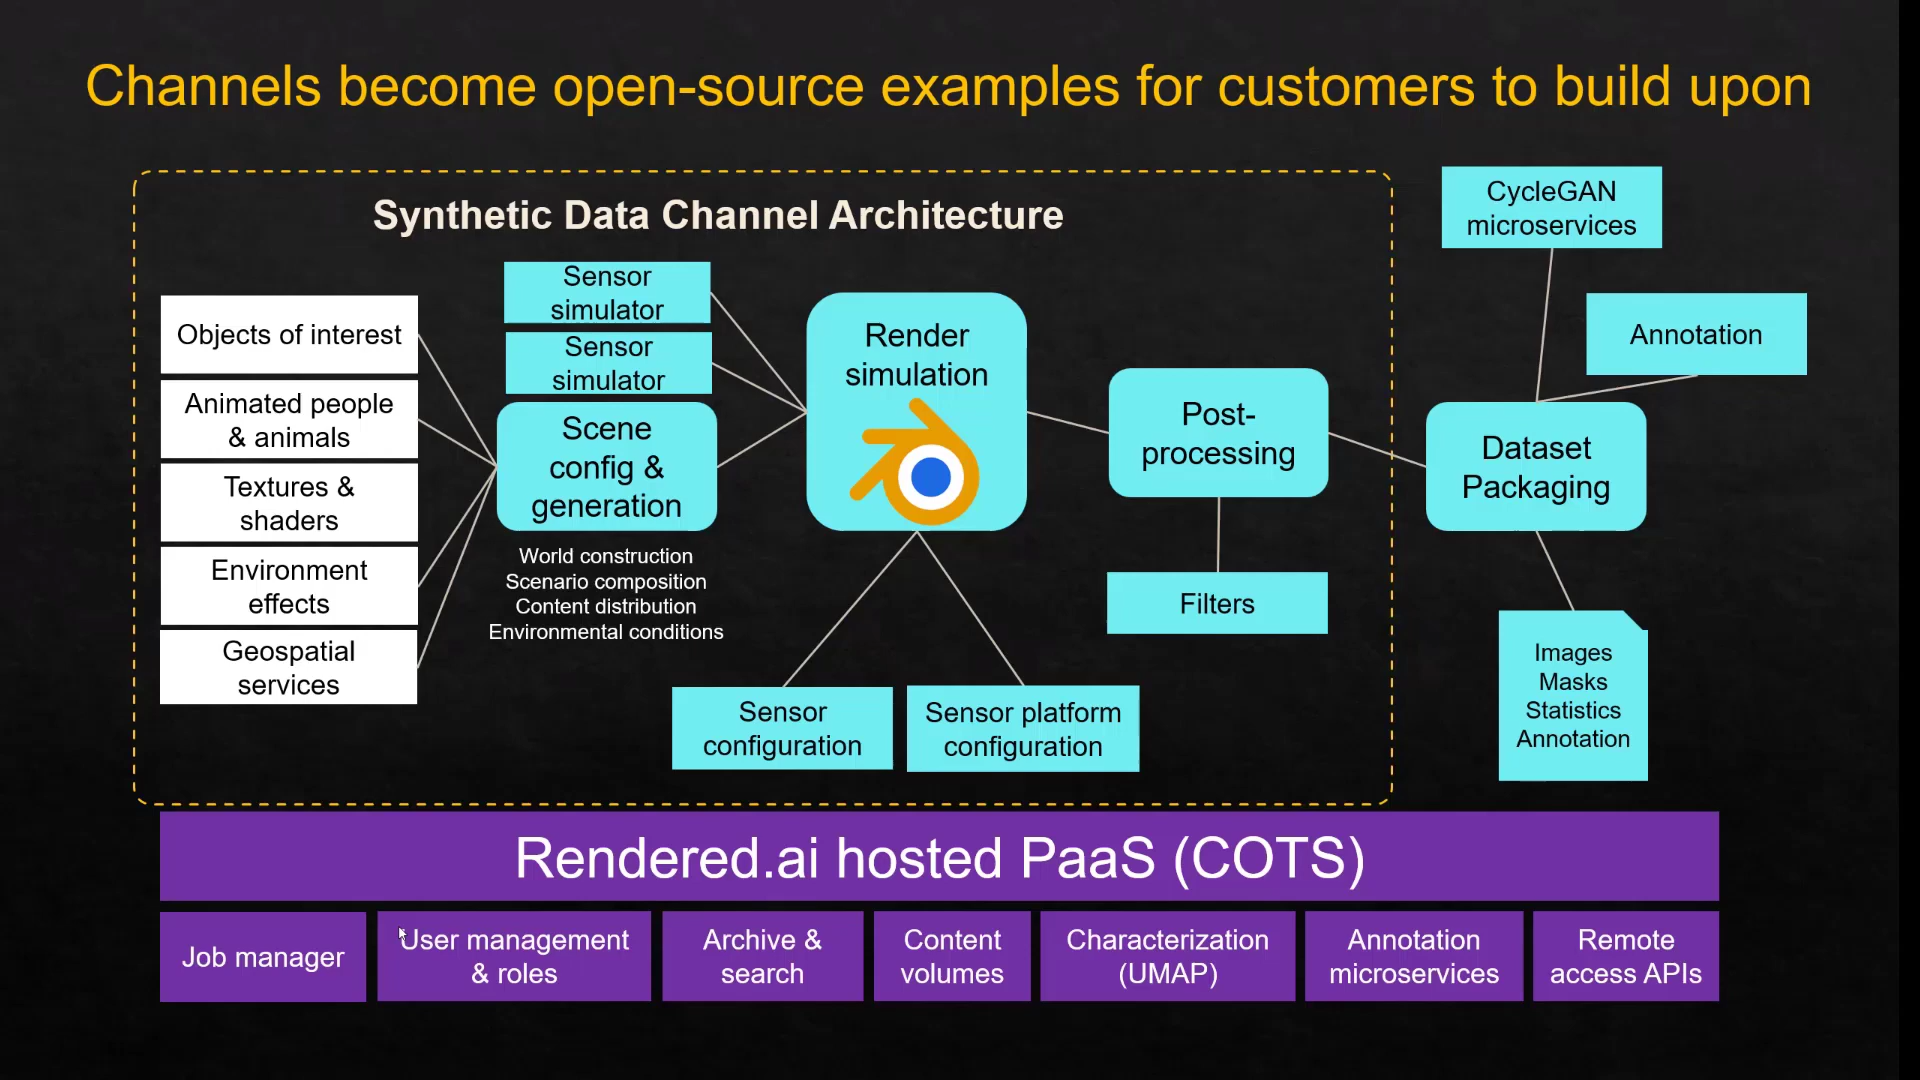 Channels become open-source examples for customers to build upon
Synthetic Data Channel Architecture
Objects of interest
Animated people
& animals
Textures &
shaders
Environment
effects
Geospatial
services
Sensor
simulator
Sensor
simulator
Scene
config &
generation
World construction
Scenario composition
Content distribution
Environmental conditions
Render
simulation
Sensor
configuration
Sensor platform
configuration
Post-
processing
Filters
CycleGAN
microservices
Annotation
Dataset
Packaging
Images
Masks
Statistics
Annotation
Rendered.ai hosted PaaS (COTS)
Job manager
User management
& roles
Archive &
search
Content
volumes
Characterization
(UMAP)
Annotation
microservices
Remote
access APIs